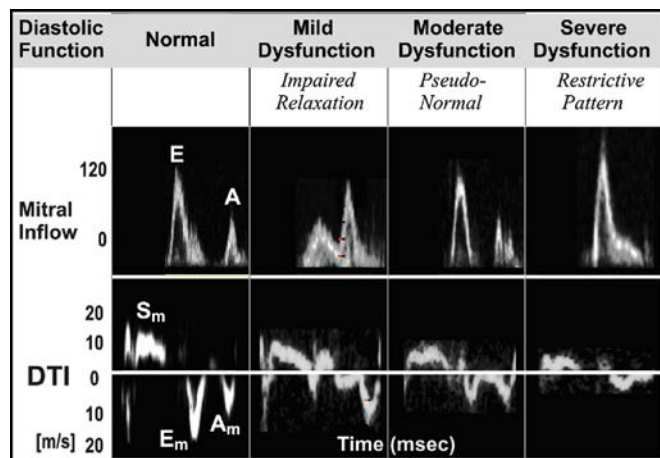 Diastolic Function
Normal
Mild Dysfunction
Moderate Dysfunction
Severe Dysfunction
Impaired Relaxation
Pseudo-Normal
Restrictive Pattern
Mitral Inflow
120
0
E
A
DTI
[m/s]
20
10
0
10
20
Sm
Em
Am
Time (msec)